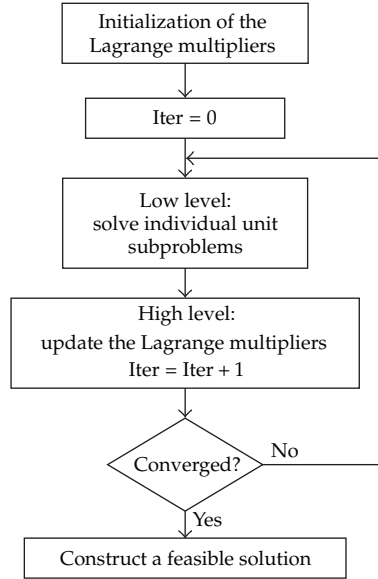 Initialization of the
Lagrange multipliers
Iter = 0
Low level:
solve individual unit
subproblems
High level:
update the Lagrange multipliers
Iter = Iter + 1
Converged?
No
Yes
Construct a feasible solution